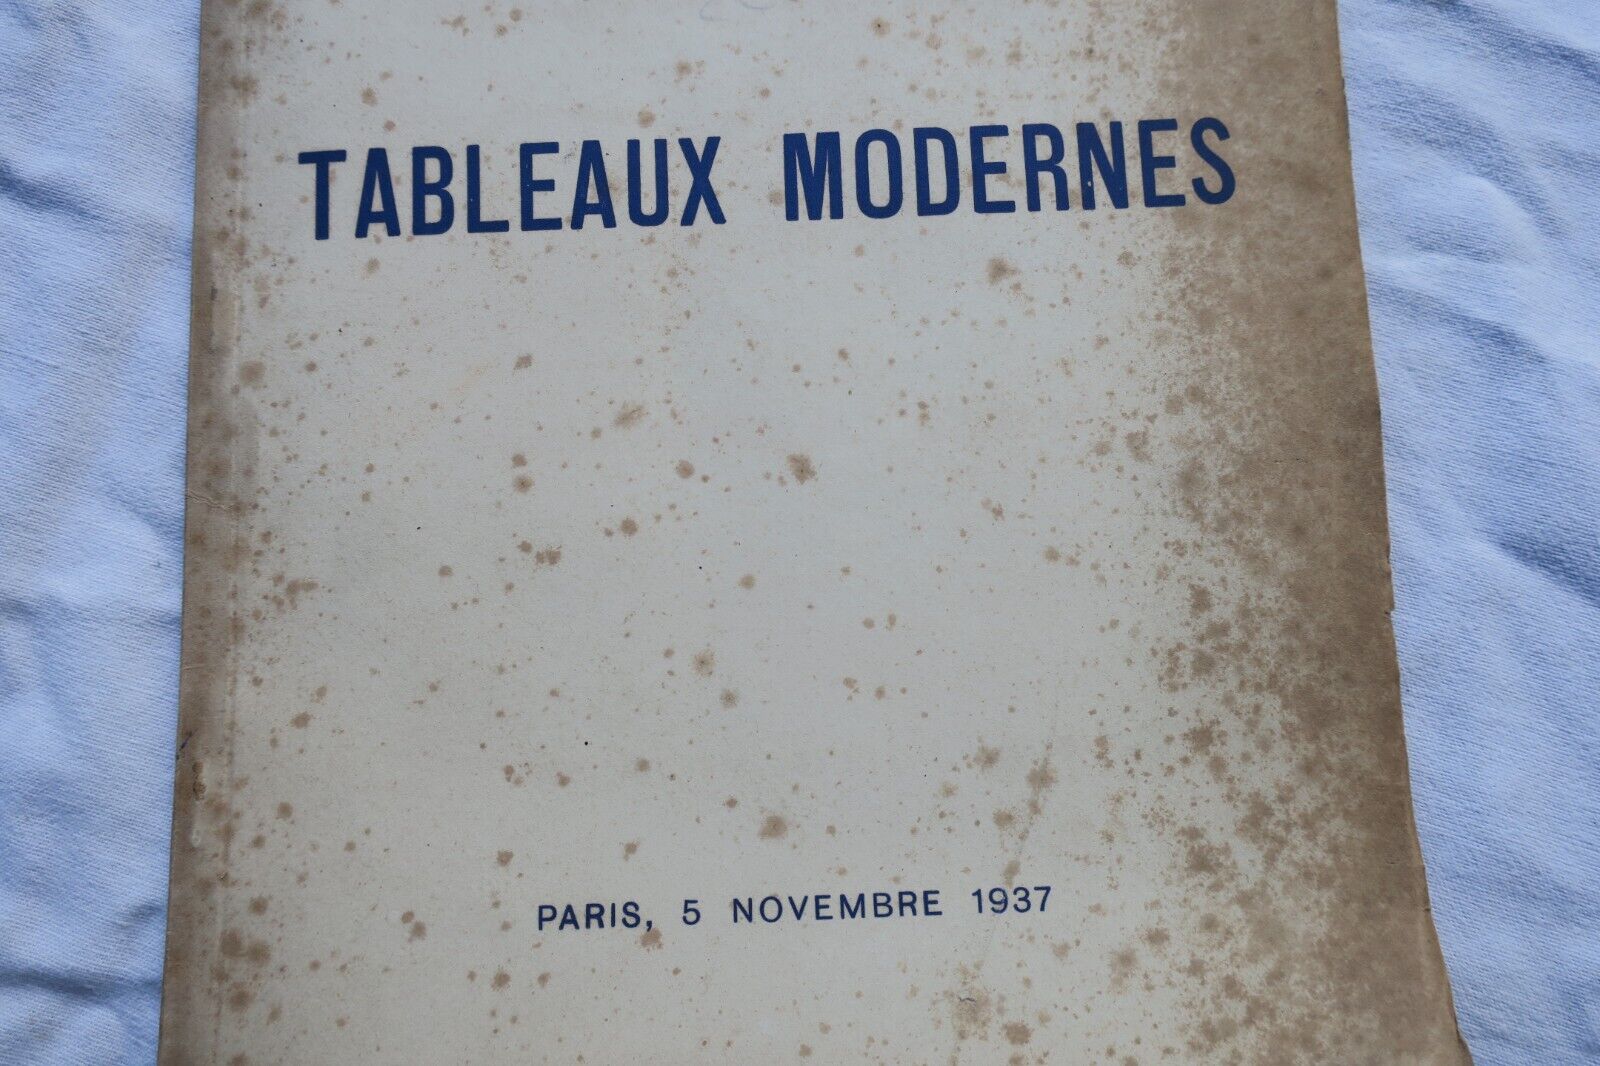 TABLEAUX MODERNES
PARIS, 5 NOVEMBRE 1937